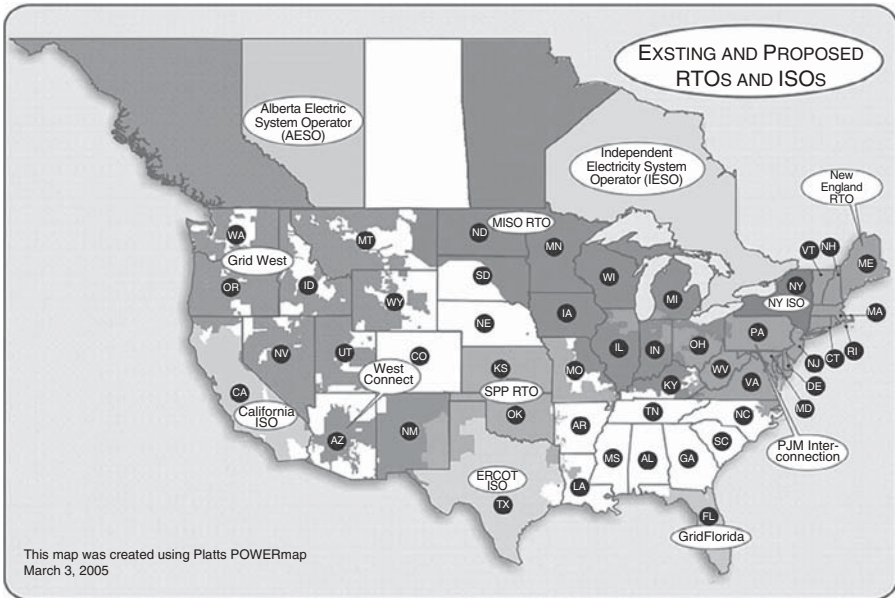 EXSTING AND PROPOSED
RTOS AND ISOS
Alberta Electric
System Operator
(AESO)
Independent
Electricity System
Operator (IESO)
New
England
RTO
MISO RTO
WA
MT
ND
MN
VT
NH
ME
Grid West
OR
ID
WY
SD
WI
MI
NY
NY ISO
MA
NE
IA
PA
NV
UT
CO
IL
IN
OH
NJ
CT
RI
West
Connect
KS
MO
KY
WV
VA
DE
MD
CA
California
ISO
SPP RTO
OK
AZ
NM
AR
TN
NC
SC
PJM Inter-
connection
MS
AL
GA
ERCOT
ISO
TX
LA
FL
GridFlorida
This map was created using Platts POWERmap
March 3, 2005